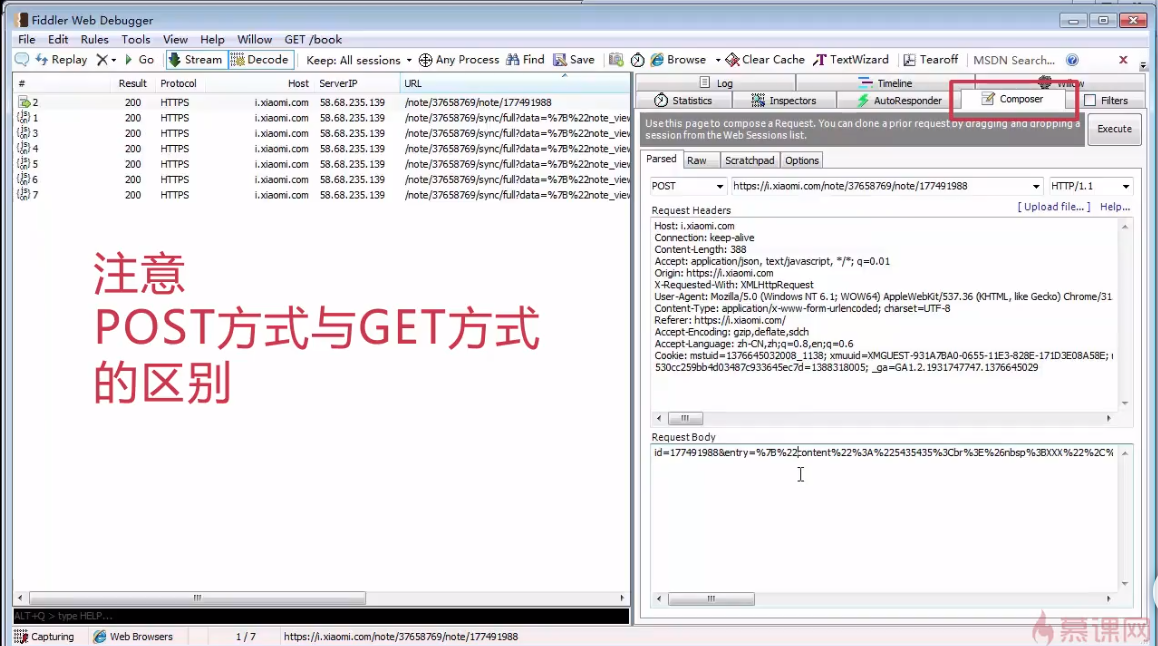 Fiddler Web Debugger
File Edit Rules Tools View Help Willow GET /book
Replay Go Stream Decode Keep: All sessions Any Process Find Save Browse Clear Cache TextWizard Tearoff MSDN Search...
# Result Protocol Host ServerIP URL
2 200 HTTPS i.xiaomi.com 58.68.235.139 /note/37658769/note/177491988
1 200 HTTPS i.xiaomi.com 58.68.235.139 /note/37658769/sync/full?data=%7B%22note_view
3 200 HTTPS i.xiaomi.com 58.68.235.139 /note/37658769/sync/full?data=%7B%22note_view
4 200 HTTPS i.xiaomi.com 58.68.235.139 /note/37658769/sync/full?data=%7B%22note_view
5 200 HTTPS i.xiaomi.com 58.68.235.139 /note/37658769/sync/full?data=%7B%22note_view
6 200 HTTPS i.xiaomi.com 58.68.235.139 /note/37658769/sync/full?data=%7B%22note_view
7 200 HTTPS i.xiaomi.com 58.68.235.139 /note/37658769/sync/full?data=%7B%22note_view
注意
POST方式与GET方式
的区别
Log Timeline Willow
Statistics Inspectors AutoResponder Composer Filters
Use this page to compose a Request. You can clone a prior request by dragging and dropping a
session from the Web Sessions list.
Execute
Parsed Raw Scratchpad Options
POST https://i.xiaomi.com/note/37658769/note/177491988 HTTP/1.1
[ Upload file... ] Help...
Request Headers
Host: i.xiaomi.com
Connection: keep-alive
Content-Length: 388
Accept: application/json, text/javascript, */*; q=0.01
Origin: https://i.xiaomi.com
X-Requested-With: XMLHttpRequest
User-Agent: Mozilla/5.0 (Windows NT 6.1; WOW64) AppleWebKit/537.36 (KHTML, like Gecko) Chrome/31
Content-Type: application/x-www-form-urlencoded; charset=UTF-8
Referer: https://i.xiaomi.com/
Accept-Encoding: gzip,deflate,sdch
Accept-Language: zh-CN,zh;q=0.8,en;q=0.6
Cookie: mstuid=1376645032008_1138; xmuuid=XMGUEST-931A7BA0-0655-11E3-828E-171D3E08A58E;
530cc259bb4d03487c933645ec7d=1388318005; _ga=GA1.2.1931747747.1376645029
Request Body
id=177491988&entry=%7B%22content%22%3A%225435435%3Cbr%3E%26nbsp%3BXXX%22%2C%
ALT+Q > type HELP...
Capturing Web Browsers 1 / 7 https://i.xiaomi.com/note/37658769/note/177491988
慕课网